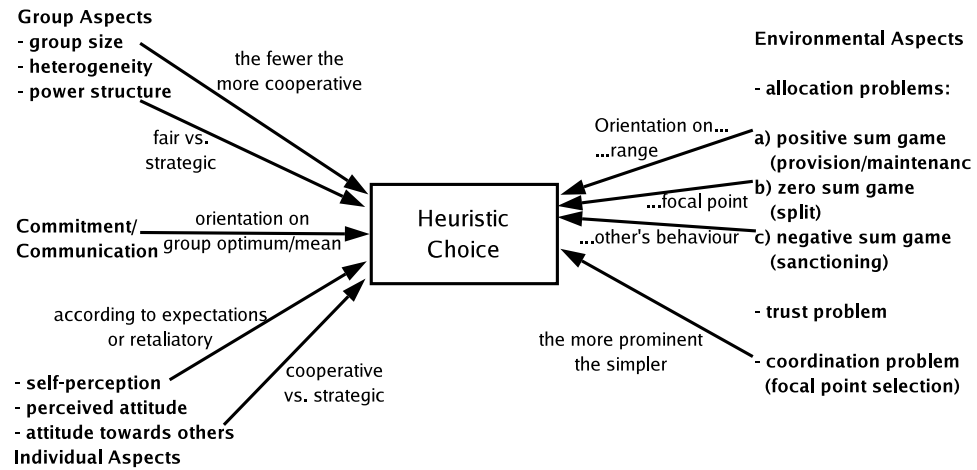 Group Aspects
- group size
- heterogeneity
- power structure
the fewer the
more cooperative
fair vs.
strategic
Commitment/
Communication
orientation on
group optimum/mean
according to expectations
or retaliatory
cooperative
vs. strategic
- self-perception
- perceived attitude
- attitude towards others
Individual Aspects
Heuristic
Choice
Environmental Aspects
- allocation problems:
Orientation on...
...range
a) positive sum game
(provision/maintenanc
...focal point
b) zero sum game
(split)
...other's behaviour
c) negative sum game
(sanctioning)
- trust problem
the more prominent
the simpler
- coordination problem
(focal point selection)